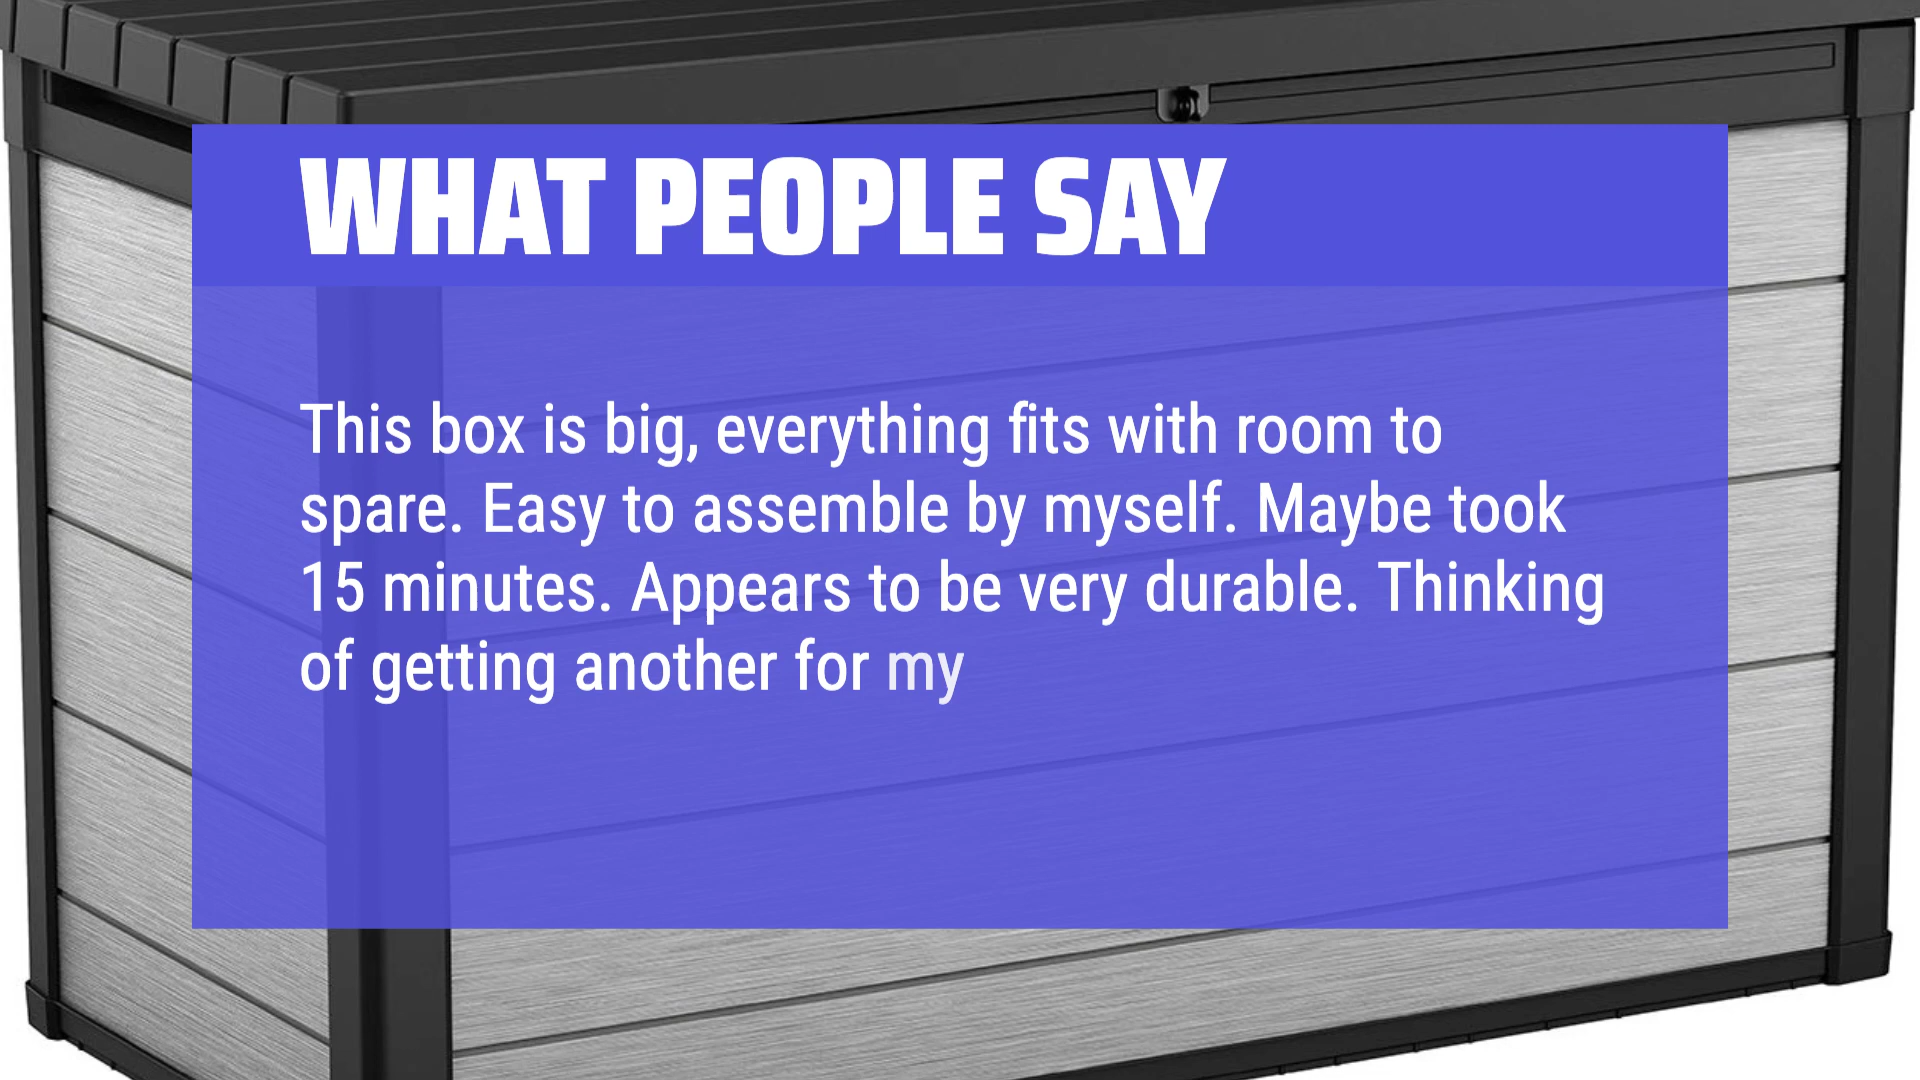 WHAT PEOPLE SAY
This box is big, everything fits with room to
spare. Easy to assemble by myself. Maybe took
15 minutes. Appears to be very durable. Thinking
of getting another for my